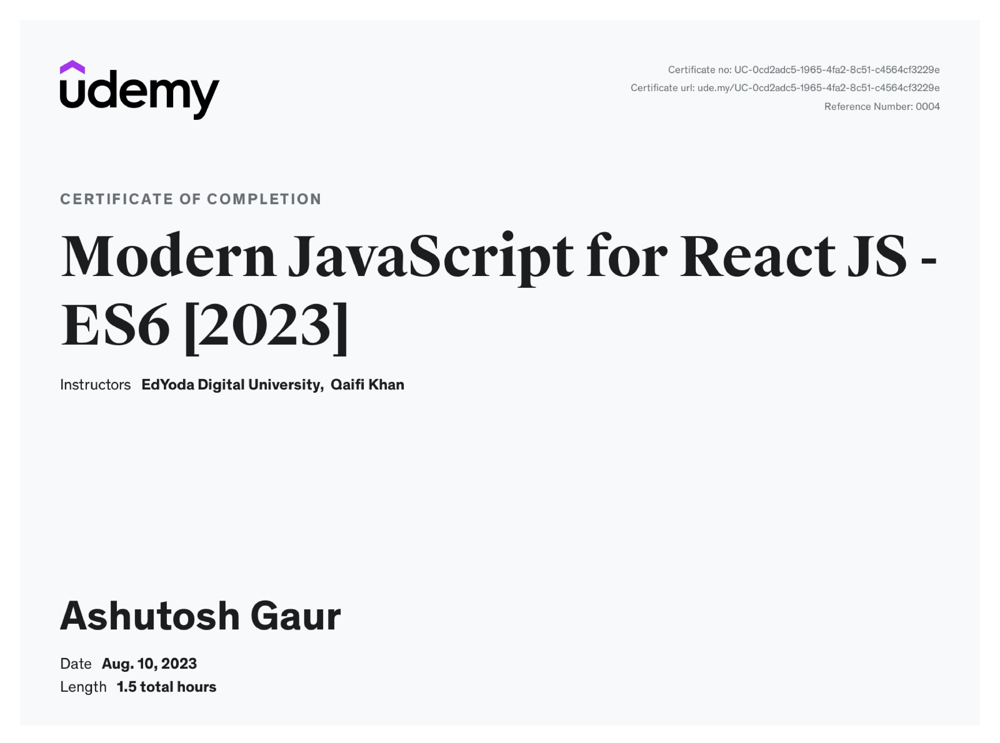 udemy
Certificate no: UC-0cd2adc5-1965-4fa2-8c51-c4564cf3229e
Certificate url: ude.my/UC-0cd2adc5-1965-4fa2-8c51-c4564cf3229e
Reference Number: 0004
CERTIFICATE OF COMPLETION
Modern JavaScript for React JS -
ES6 [2023]
Instructors EdYoda Digital University, Qaifi Khan
Ashutosh Gaur
Date Aug. 10, 2023
Length 1.5 total hours